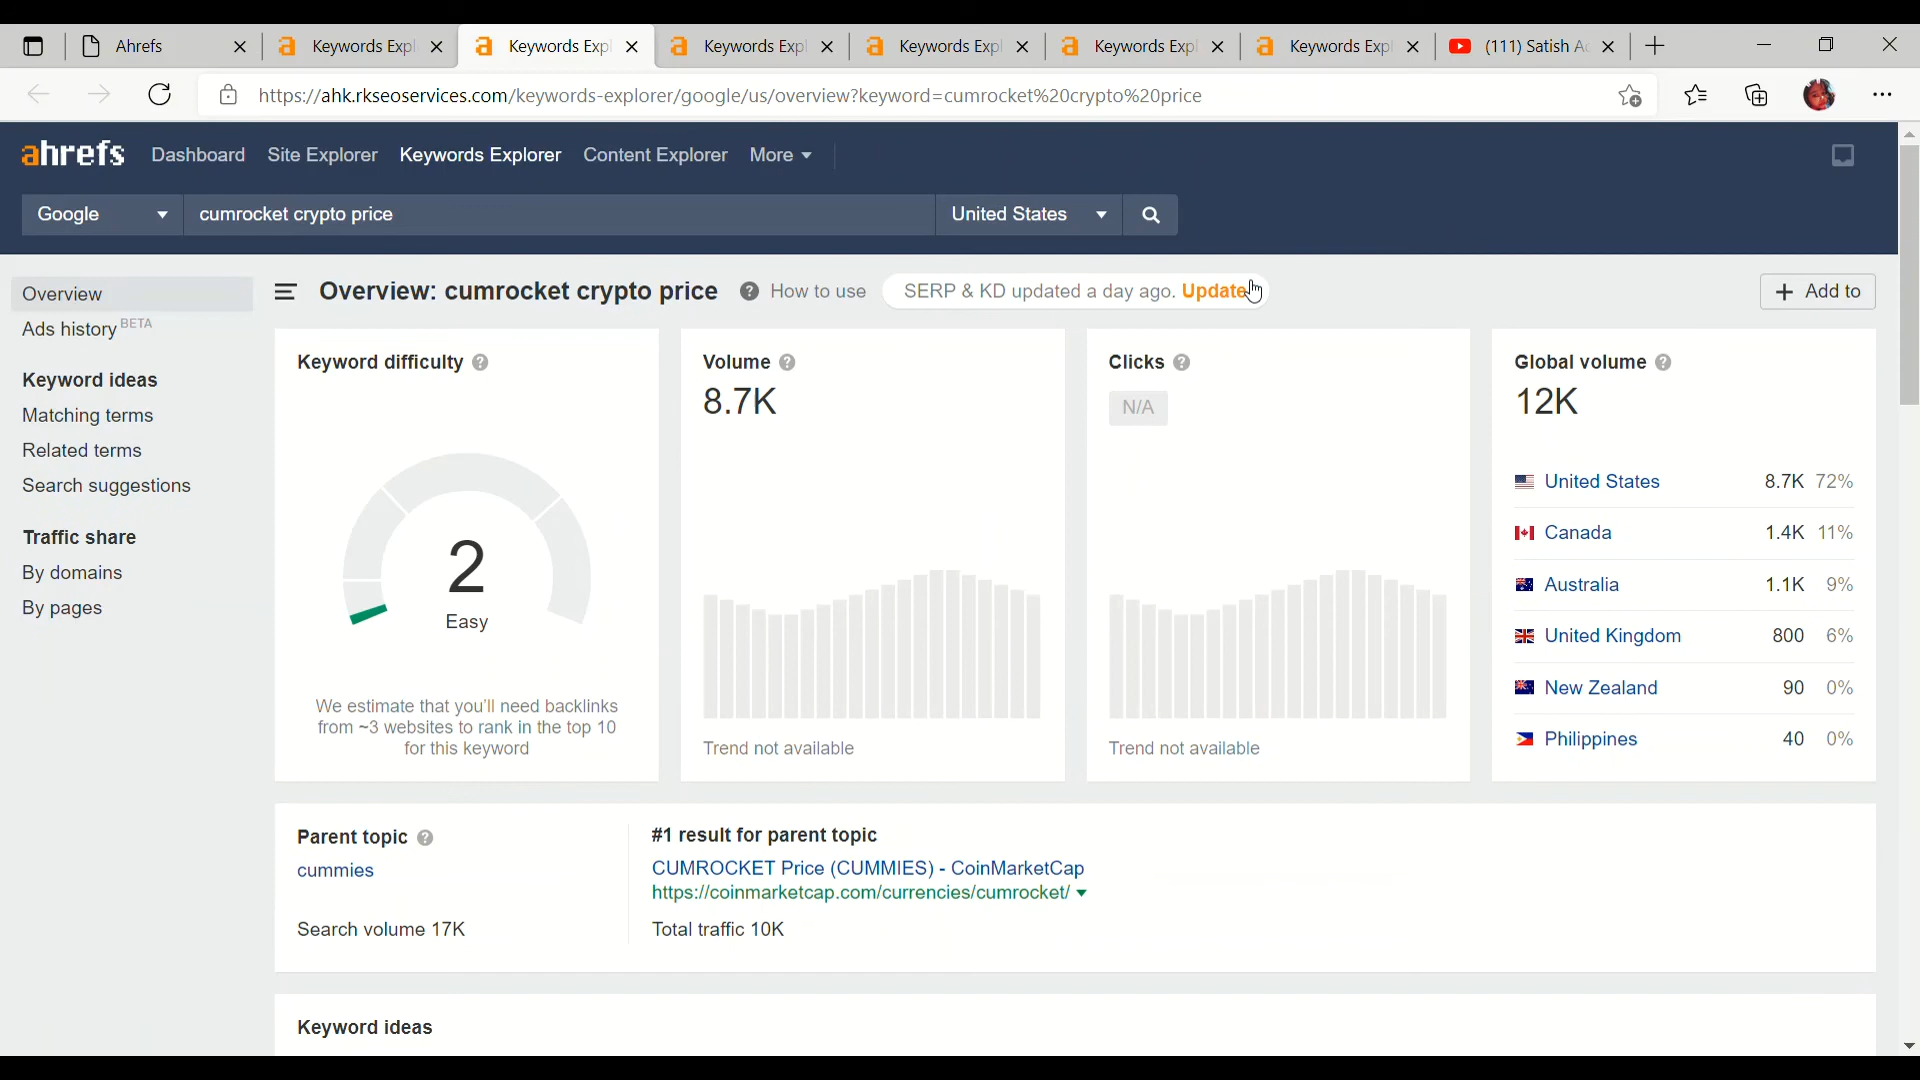 Ahrefs
Keywords Expl
Keywords Expl
Keywords Expl
Keywords Expl
Keywords Expl
Keywords Expl
(111) Satish Ac
https://ahk.rkseoservices.com/keywords-explorer/google/us/overview?keyword=cumrocket%20crypto%20price
ahrefs Dashboard Site Explorer Keywords Explorer Content Explorer More
Google cumrocket crypto price United States
Overview
Ads history BETA
Keyword ideas
Matching terms
Related terms
Search suggestions
Traffic share
By domains
By pages
Overview: cumrocket crypto price ? How to use SERP & KD updated a day ago. Update
+ Add to
Keyword difficulty ?
2
Easy
We estimate that you'll need backlinks
from ~3 websites to rank in the top 10
for this keyword
Volume ?
8.7K
Trend not available
Clicks ?
N/A
Trend not available
Global volume ?
12K
United States 8.7K 72%
Canada 1.4K 11%
Australia 1.1K 9%
United Kingdom 800 6%
New Zealand 90 0%
Philippines 40 0%
Parent topic ?
cummies
Search volume 17K
#1 result for parent topic
CUMROCKET Price (CUMMIES) - CoinMarketCap
https://coinmarketcap.com/currencies/cumrocket/
Total traffic 10K
Keyword ideas